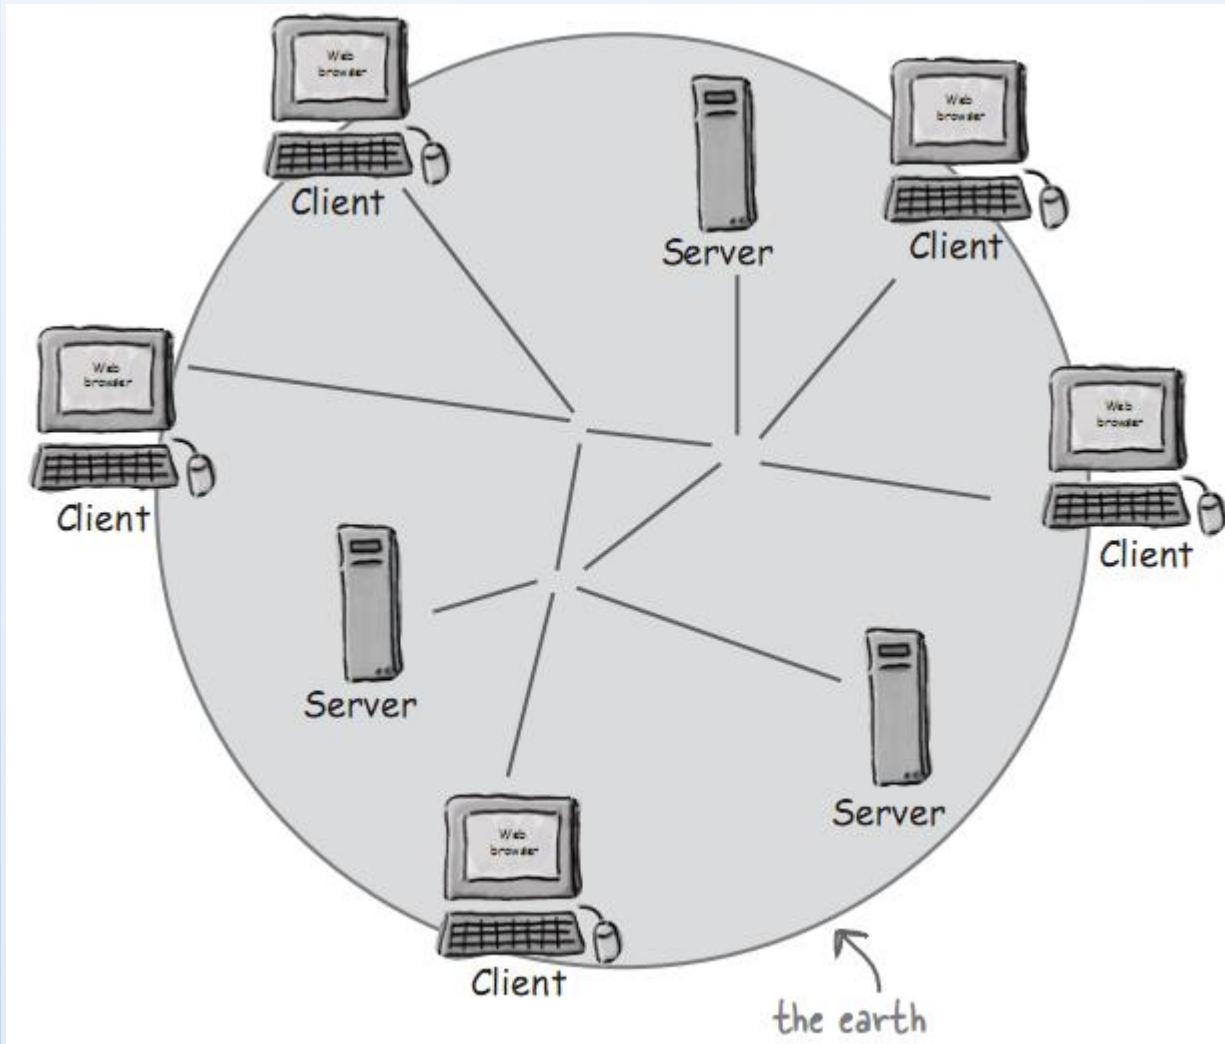 Web
browser
Client
Server
Web
browser
Client
Web
browser
Client
Web
browser
Client
Server
Server
Web
browser
Client
the earth